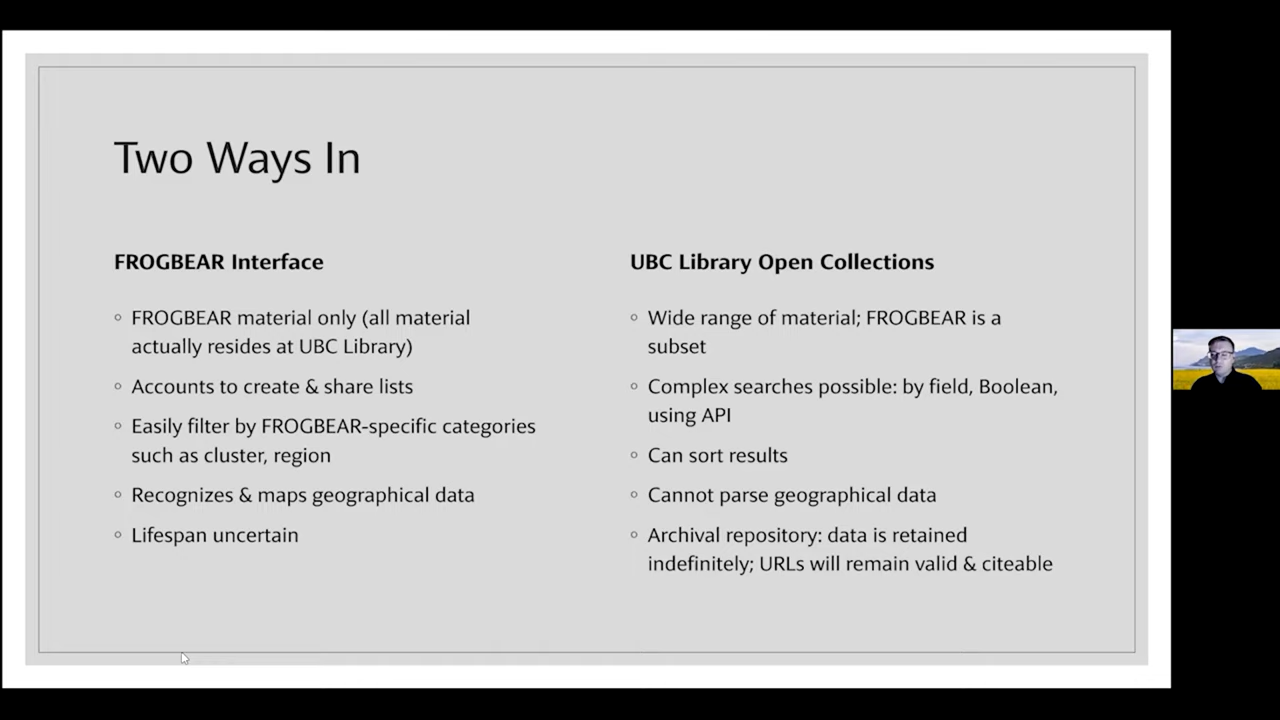 Two Ways In
FROGBEAR Interface
◦ FROGBEAR material only (all material
actually resides at UBC Library)
◦ Accounts to create & share lists
◦ Easily filter by FROGBEAR-specific categories
such as cluster, region
◦ Recognizes & maps geographical data
◦ Lifespan uncertain
UBC Library Open Collections
◦ Wide range of material; FROGBEAR is a
subset
◦ Complex searches possible: by field, Boolean,
using API
◦ Can sort results
◦ Cannot parse geographical data
◦ Archival repository: data is retained
indefinitely; URLs will remain valid & citeable